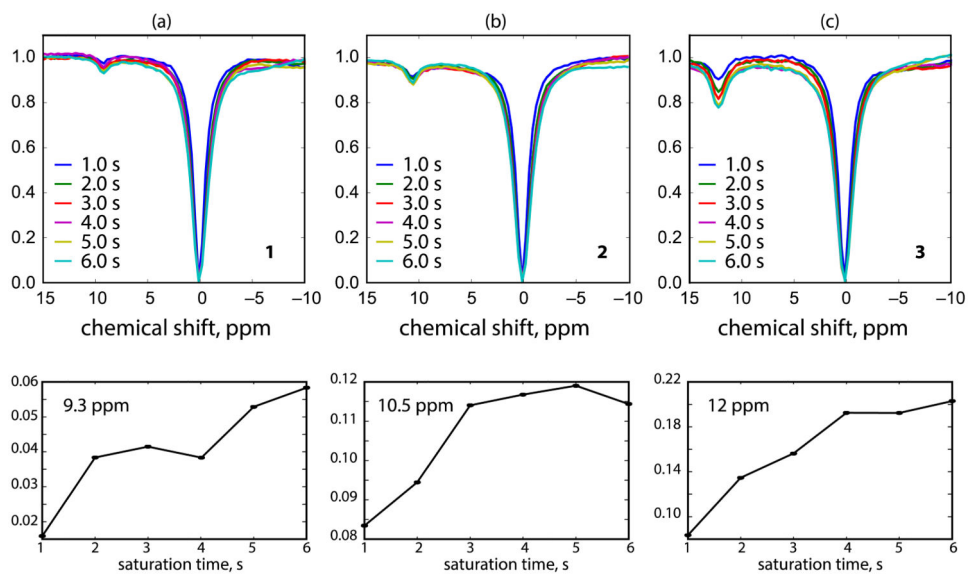 (a) (b) (c)
1.0 1.0 1.0
0.8 0.8 0.8
0.6 0.6 0.6
0.4 0.4 0.4
0.2 0.2 0.2
0.0 0.0 0.0
1.0 s 1.0 s 1.0 s
2.0 s 2.0 s 2.0 s
3.0 s 3.0 s 3.0 s
4.0 s 4.0 s 4.0 s
5.0 s 5.0 s 5.0 s
6.0 s 6.0 s 6.0 s
1 2 3
15 10 5 0 −5 −10 15 10 5 0 −5 −10 15 10 5 0 −5 −10
chemical shift, ppm chemical shift, ppm chemical shift, ppm
0.06 0.12 0.22
9.3 ppm 10.5 ppm 12 ppm
0.11 0.18
0.04 0.10 0.14
0.09
0.02 0.08 0.10
1 2 3 4 5 6 1 2 3 4 5 6 1 2 3 4 5 6
saturation time, s saturation time, s saturation time, s